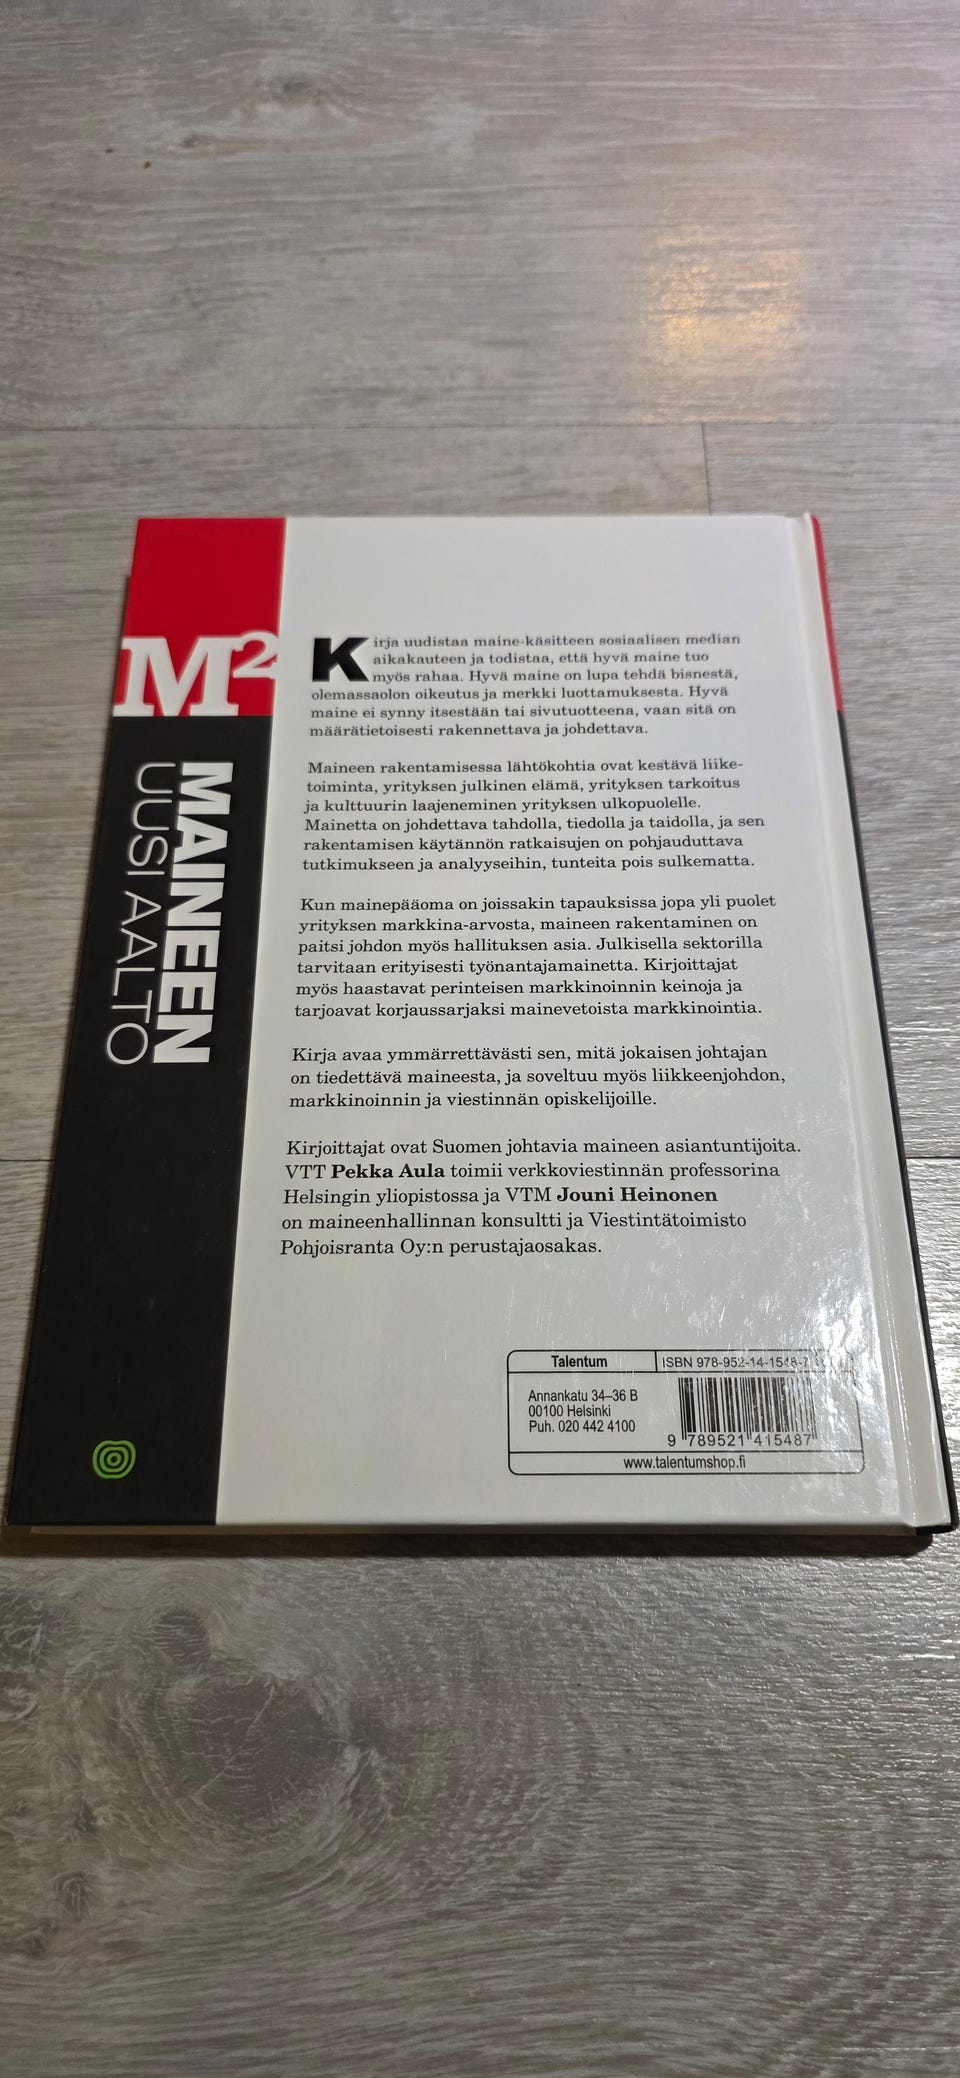 M²
MAINEEN
UUSI AALTO
Kirja uudistaa maine-käsitteen sosiaalisen median
aikakauteen ja todistaa, että hyvä maine tuo
myös rahaa. Hyvä maine on lupa tehdä bisnestä,
olemassaolon oikeutus ja merkki luottamuksesta. Hyvä
maine ei synny itsestään tai sivutuotteena, vaan sitä on
määrätietoisesti rakennettava ja johdettava.
Maineen rakentamisessa lähtökohtia ovat kestävä liike-
toiminta, yrityksen julkinen elämä, yrityksen tarkoitus
ja kulttuurin laajeneminen yrityksen ulkopuolelle.
Mainetta on johdettava tahdolla, tiedolla ja taidolla, ja sen
rakentamisen käytännön ratkaisujen on pohjauduttava
tutkimukseen ja analyyseihin, tunteita pois sulkematta.
Kun mainepääoma on joissakin tapauksissa jopa yli puolet
yrityksen markkina-arvosta, maineen rakentaminen on
paitsi johdon myös hallituksen asia. Julkisella sektorilla
tarvitaan erityisesti työnantajamainetta. Kirjoittajat
myös haastavat perinteisen markkinoinnin keinoja ja
tarjoavat korjaussarjaksi mainevetoista markkinointia.
Kirja avaa ymmärrettävästi sen, mitä jokaisen johtajan
on tiedettävä maineesta, ja soveltuu myös liikkeenjohdon,
markkinoinnin ja viestinnän opiskelijoille.
Kirjoittajat ovat Suomen johtavia maineen asiantuntijoita.
VTT Pekka Aula toimii verkkoviestinnän professorina
Helsingin yliopistossa ja VTM Jouni Heinonen
on maineenhallinnan konsultti ja Viestintätoimisto
Pohjoisranta Oy:n perustajaosakas.
Talentum
ISBN 978-952-14-1548-7
Annankatu 34–36 B
00100 Helsinki
Puh. 020 442 4100
9 789521 415487
www.talentumshop.fi